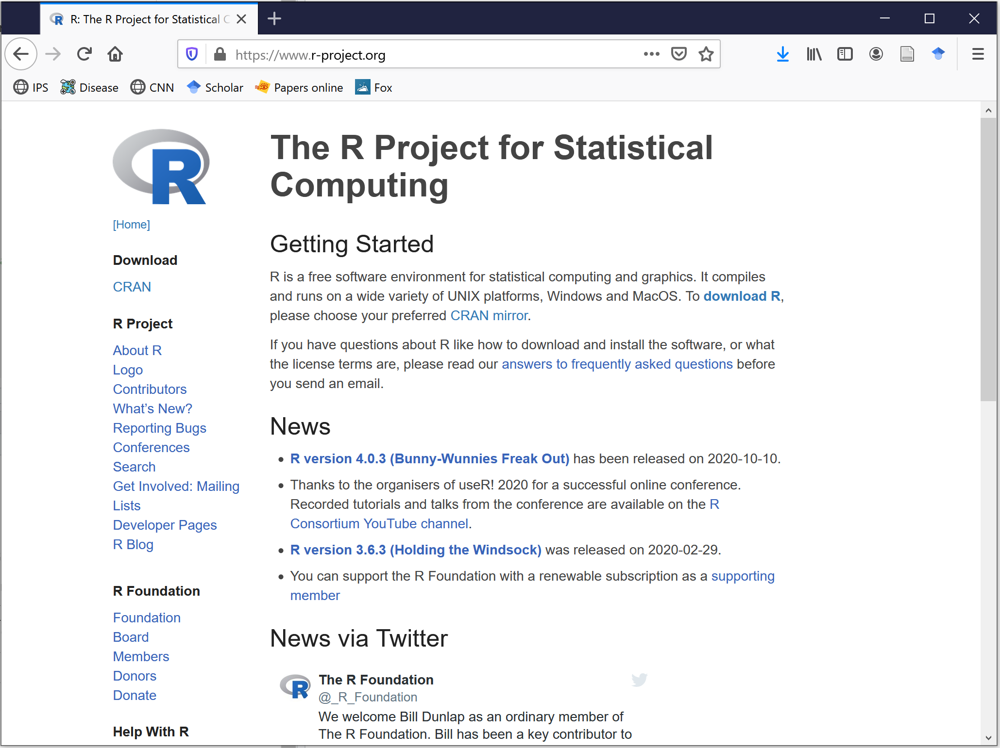 R: The R Project for Statistical C
https://www.r-project.org
IPS Disease CNN Scholar Papers online Fox
R
[Home]
Download
CRAN
R Project
About R
Logo
Contributors
What's New?
Reporting Bugs
Conferences
Search
Get Involved: Mailing
Lists
Developer Pages
R Blog
R Foundation
Foundation
Board
Members
Donors
Donate
Help With R
The R Project for Statistical
Computing
Getting Started
R is a free software environment for statistical computing and graphics. It compiles
and runs on a wide variety of UNIX platforms, Windows and MacOS. To download R,
please choose your preferred CRAN mirror.
If you have questions about R like how to download and install the software, or what
the license terms are, please read our answers to frequently asked questions before
you send an email.
News
• R version 4.0.3 (Bunny-Wunnies Freak Out) has been released on 2020-10-10.
• Thanks to the organisers of useR! 2020 for a successful online conference.
Recorded tutorials and talks from the conference are available on the R
Consortium YouTube channel.
• R version 3.6.3 (Holding the Windsock) was released on 2020-02-29.
• You can support the R Foundation with a renewable subscription as a supporting
member
News via Twitter
R
The R Foundation
@_R_Foundation
We welcome Bill Dunlap as an ordinary member of
The R Foundation. Bill has been a key contributor to